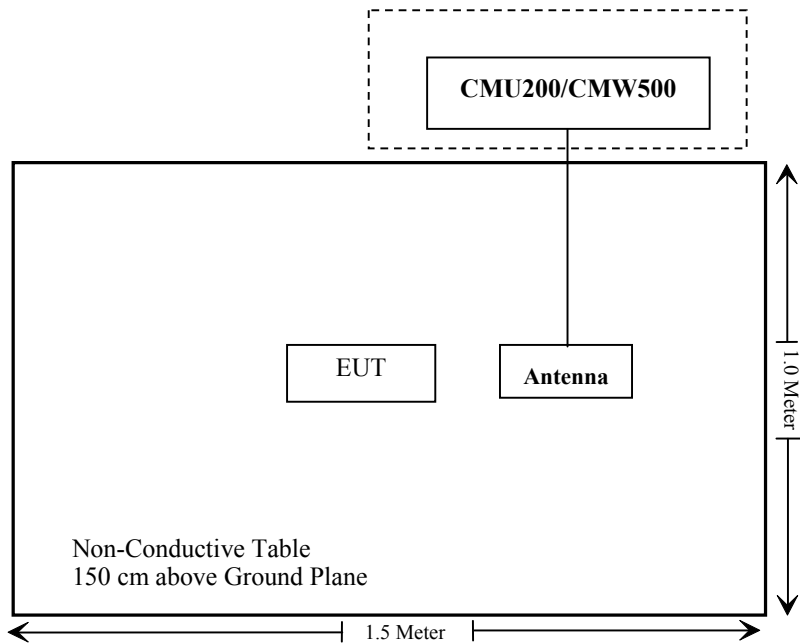 CMU200/CMW500
EUT
Antenna
1.0 Meter
Non-Conductive Table
150 cm above Ground Plane
1.5 Meter